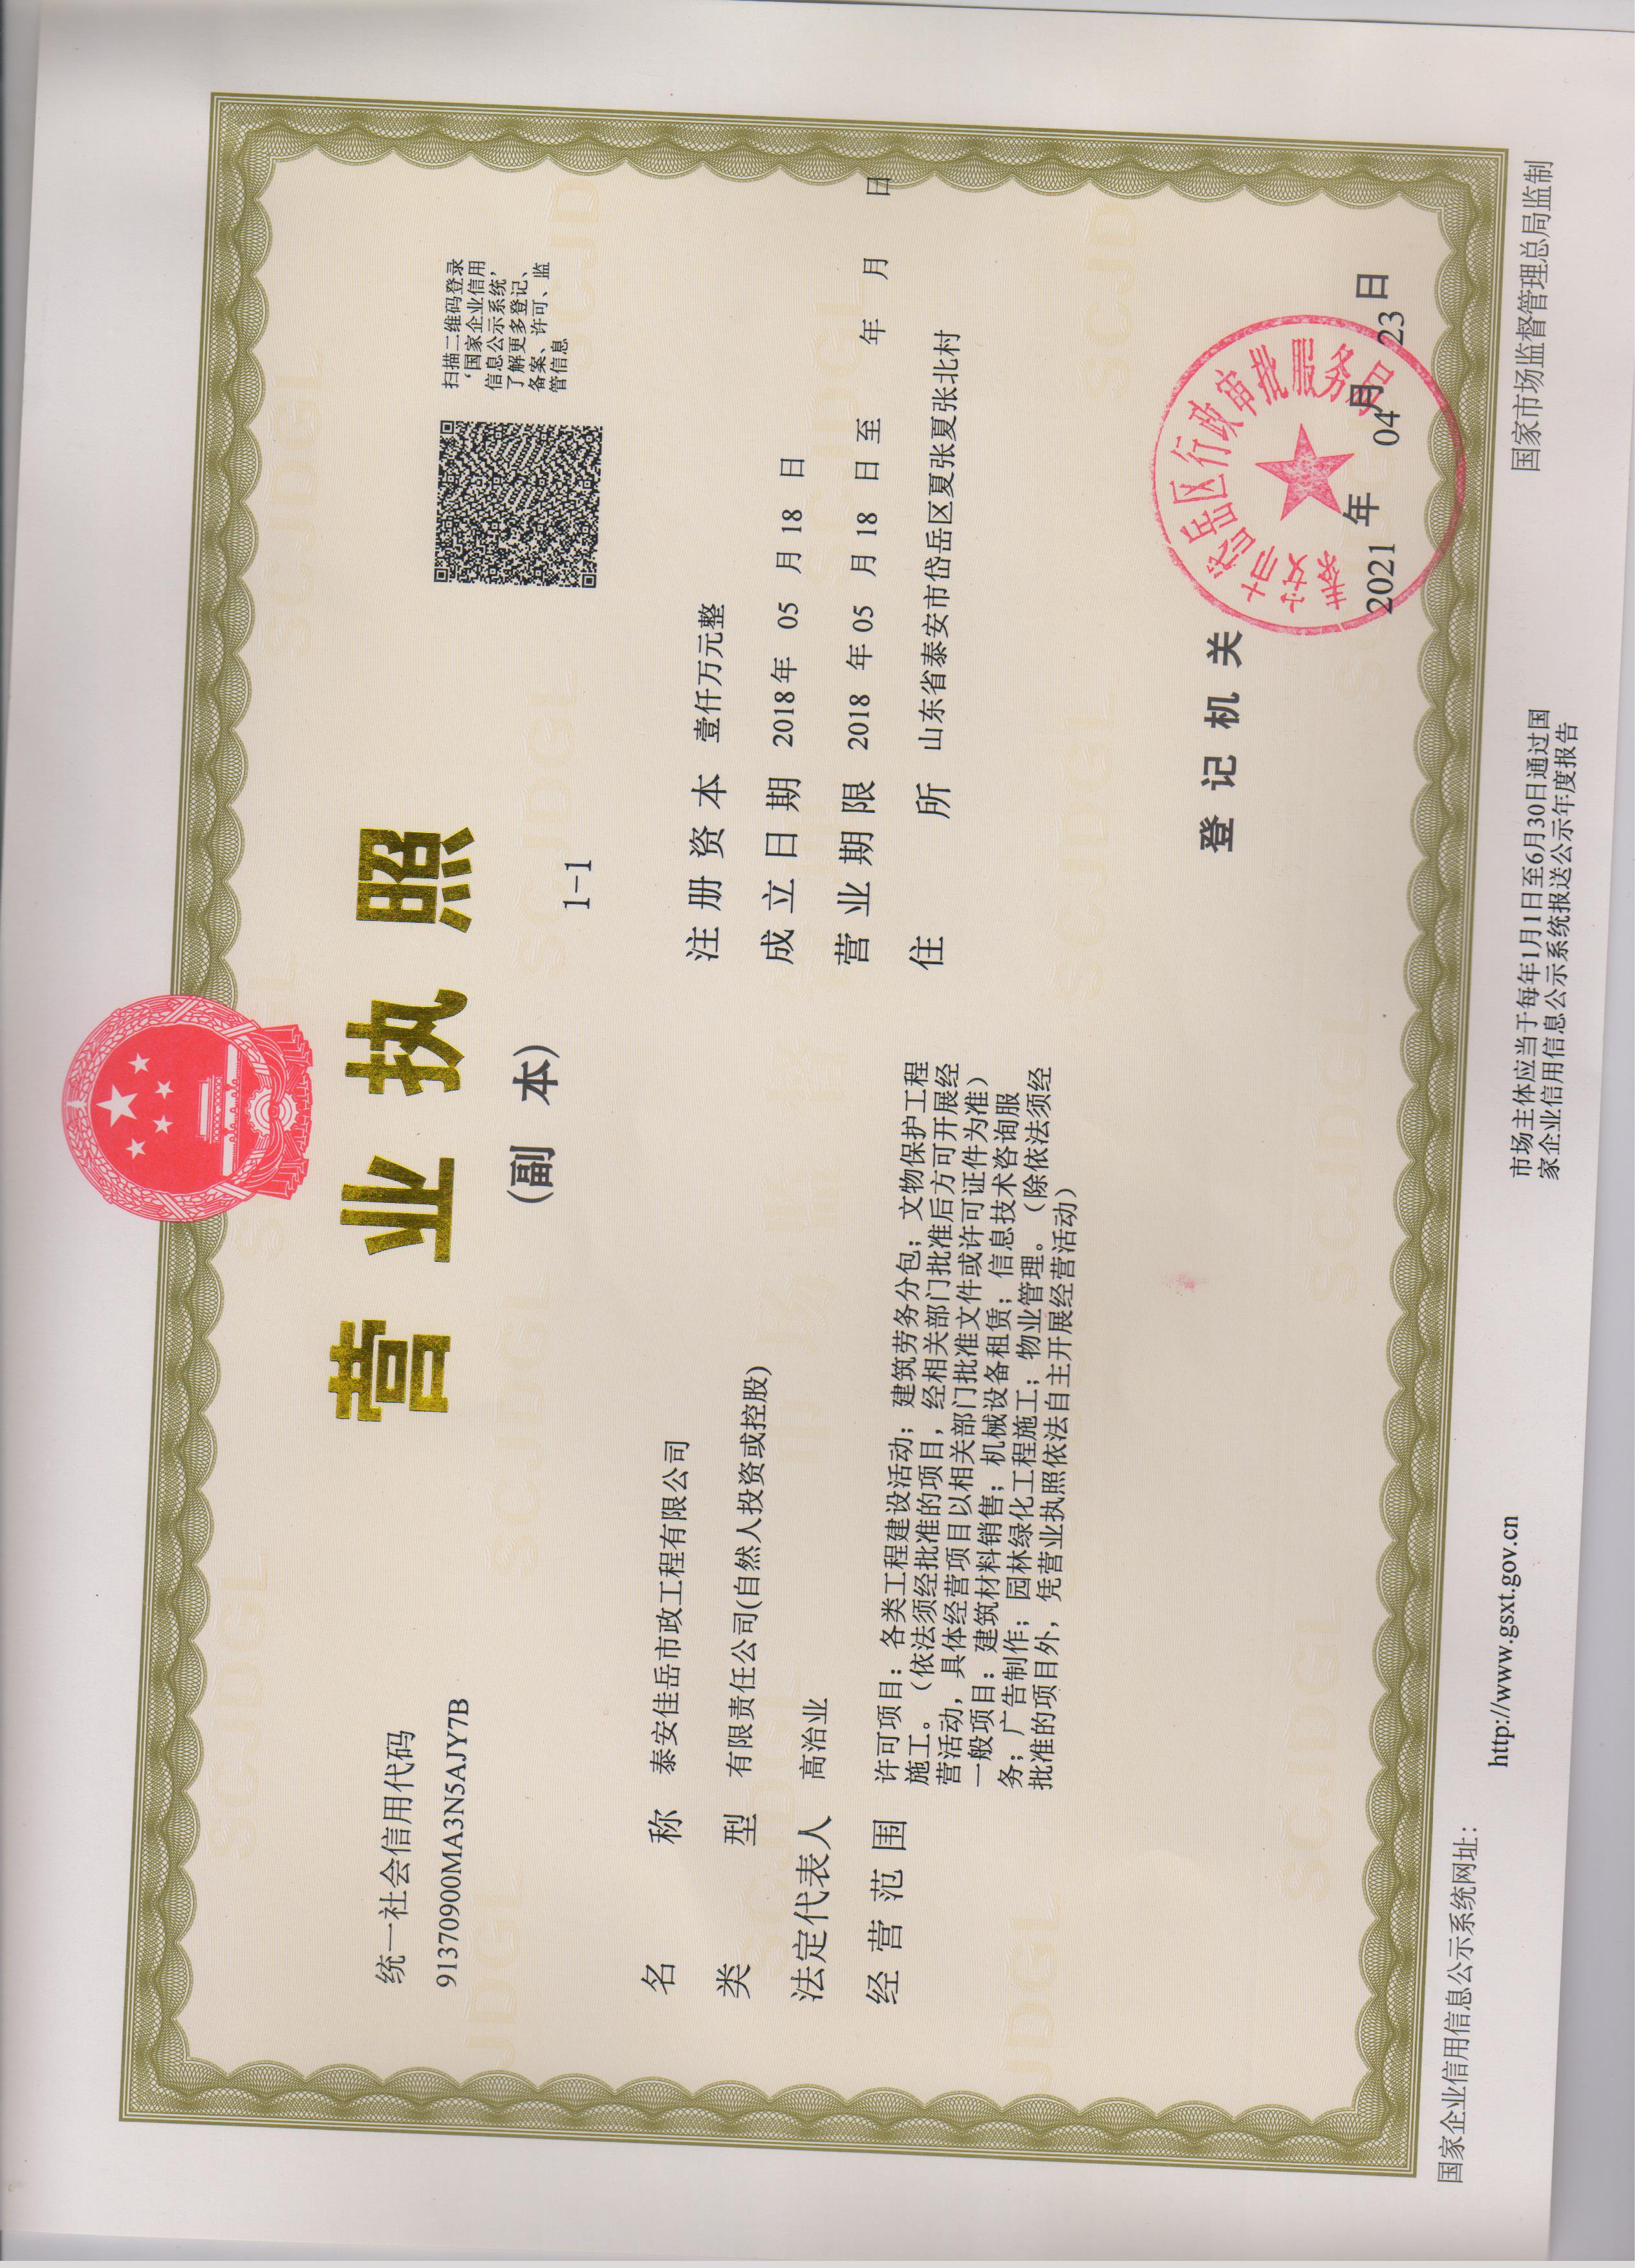 营业执照
(副 本)
1-1
统一社会信用代码
91370900MA3N5AJY7B
扫描二维码登录
‘国家企业信用
信息公示系统’
了解更多登记、
备案、许可、监
管信息
名 称 泰安佳岳市政工程有限公司
类 型 有限责任公司(自然人投资或控股)
法定代表人 高治业
经营范围 许可项目：各类工程建设活动；建筑劳务分包；文物保护工程
施工。（依法须经批准的项目，经相关部门批准后方可开展经
营活动，具体经营项目以相关部门批准文件或许可证件为准）
一般项目：建筑材料销售；机械设备租赁；信息技术咨询服
务；广告制作；园林绿化工程施工；物业管理。（除依法须经
批准的项目外，凭营业执照依法自主开展经营活动）
注册资本 壹仟万元整
成立日期 2018 年 05 月 18 日
营业期限 2018 年 05 月 18 日 至 年 月 日
住 所 山东省泰安市岱岳区夏张夏张北村
登记机关
泰安市岱岳区行政审批服务局
2021 年 04 月 23 日
国家企业信用信息公示系统网址：
http://www.gsxt.gov.cn
市场主体应当于每年1月1日至6月30日通过国
家企业信用信息公示系统报送公示年度报告
国家市场监督管理总局监制
SCJDGL